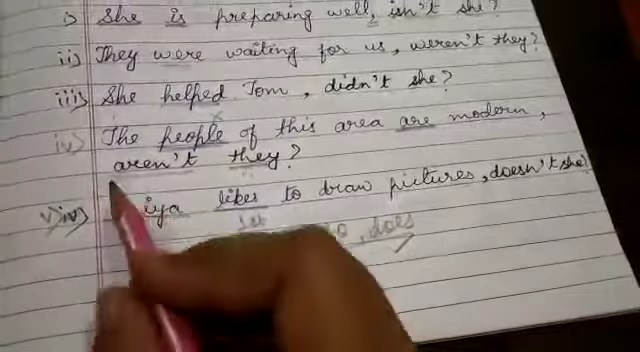 i) She is preparing well, isn't she?
ii) They were waiting for us, weren't they?
iii) She helped Tom, didn't she?
iv) The people of this area are modern,
aren't they?
v) iv) iya likes to draw pictures, doesn't she?
1st o, does